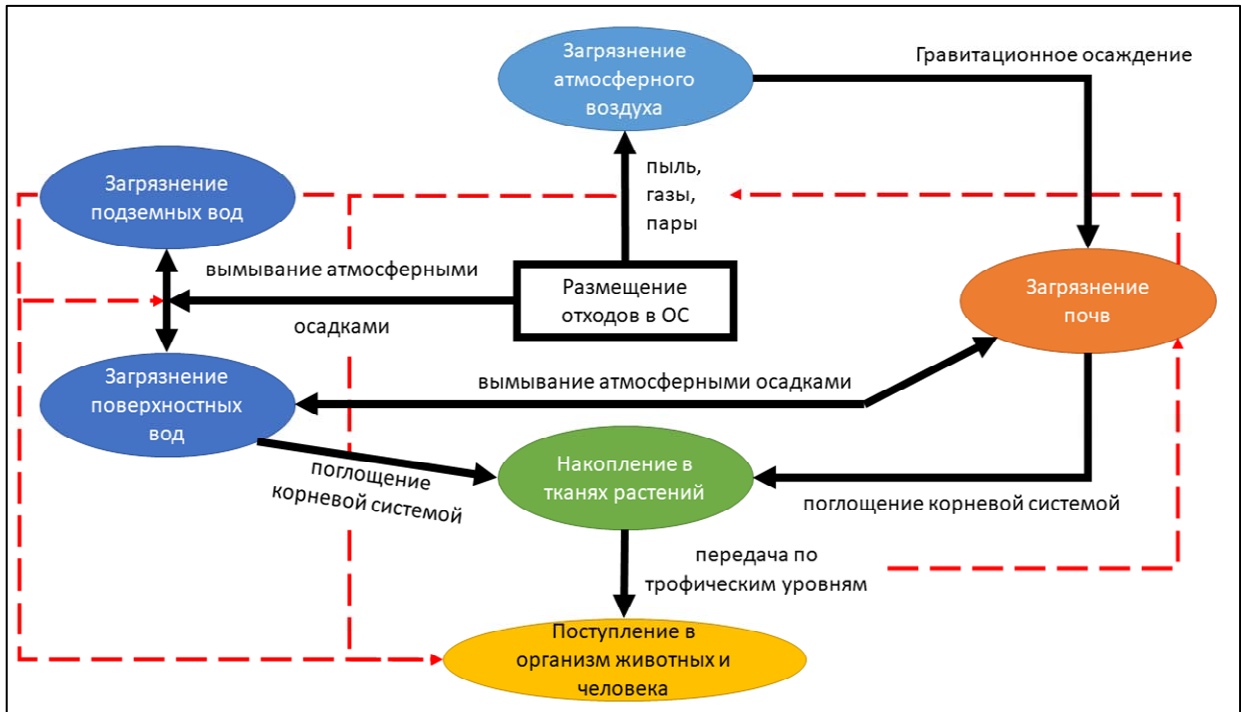 Загрязнение
атмосферного
воздуха
Гравитационное осаждение
пыль,
газы,
пары
Загрязнение
подземных вод
вымывание атмосферными
осадками
Размещение
отходов в ОС
Загрязнение
почв
Загрязнение
поверхностных
вод
вымывание атмосферными осадками
поглощение
корневой системой
Накопление в
тканях растений
поглощение корневой системой
передача по
трофическим уровням
Поступление в
организм животных и
человека